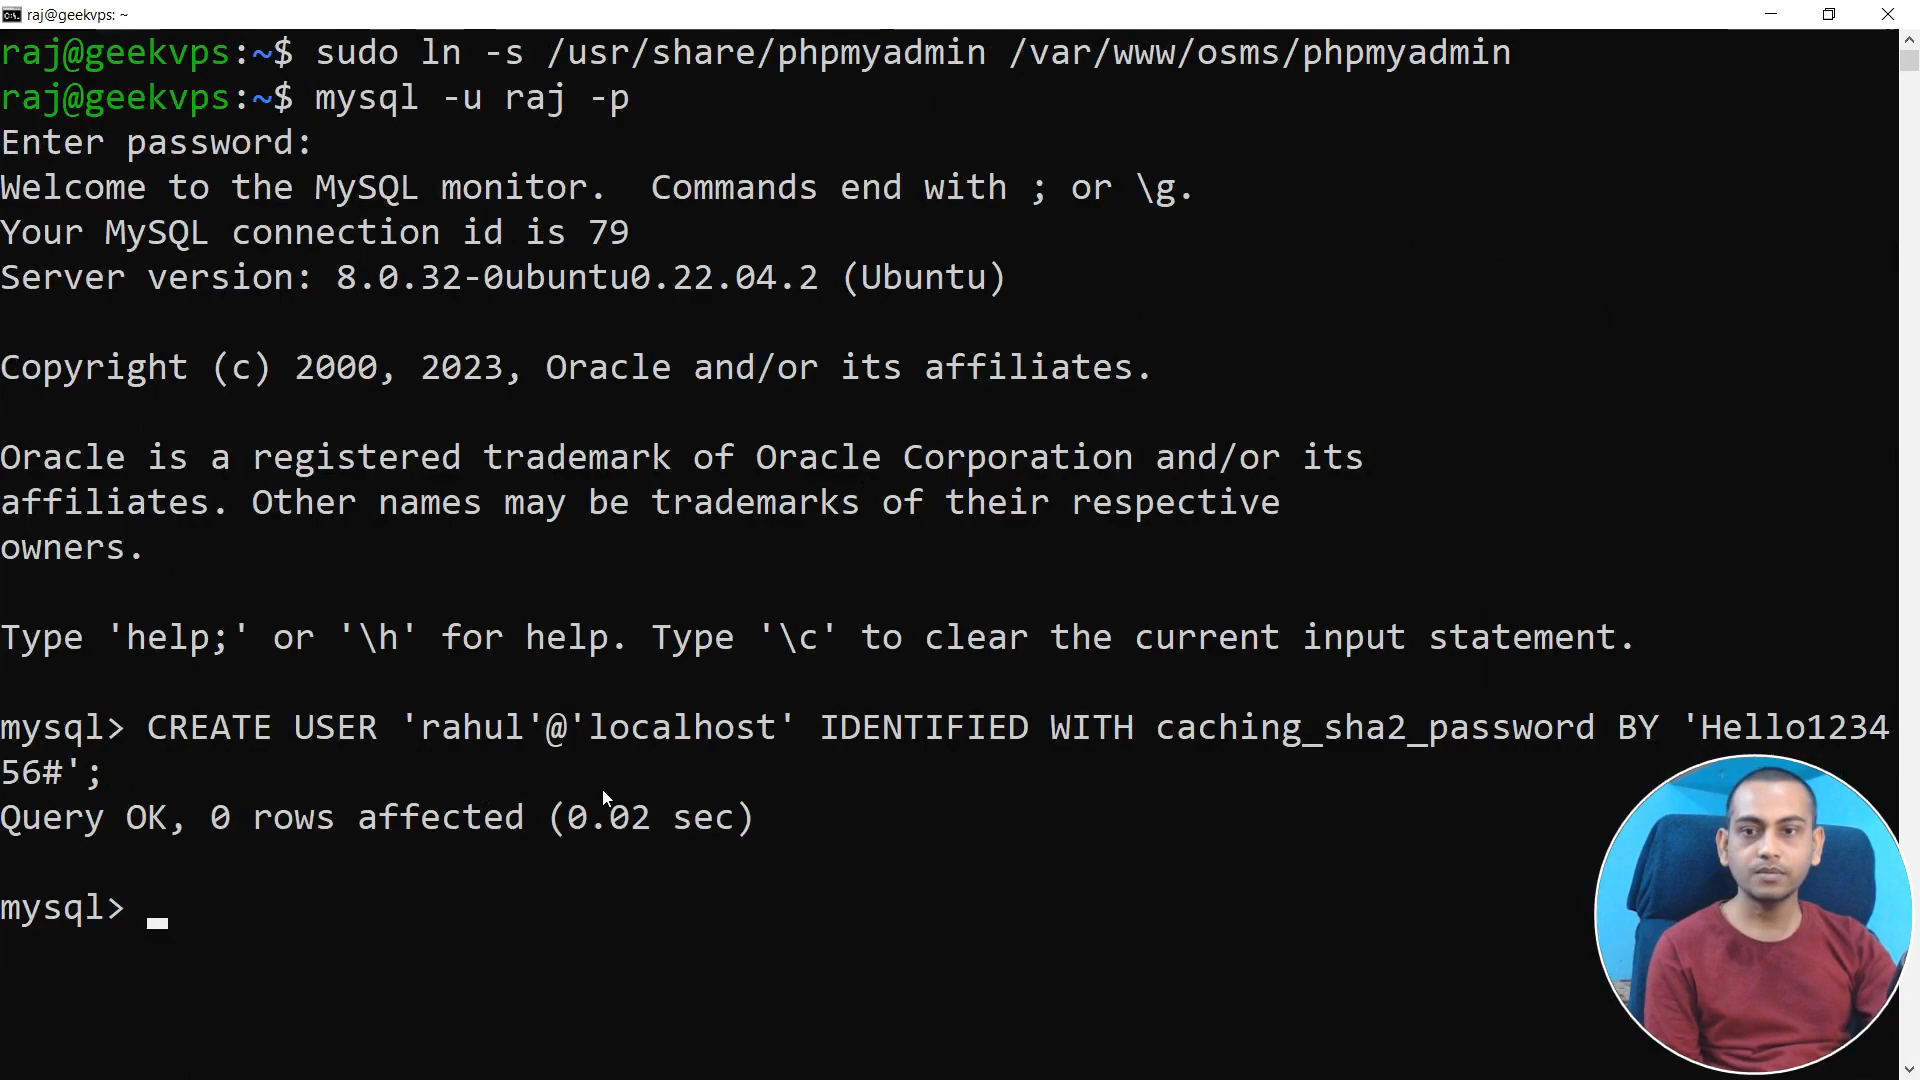 raj@geekvps: ~
raj@geekvps:~$ sudo ln -s /usr/share/phpmyadmin /var/www/osms/phpmyadmin
raj@geekvps:~$ mysql -u raj -p
Enter password:
Welcome to the MySQL monitor.  Commands end with ; or \g.
Your MySQL connection id is 79
Server version: 8.0.32-0ubuntu0.22.04.2 (Ubuntu)
Copyright (c) 2000, 2023, Oracle and/or its affiliates.
Oracle is a registered trademark of Oracle Corporation and/or its
affiliates. Other names may be trademarks of their respective
owners.
Type 'help;' or '\h' for help. Type '\c' to clear the current input statement.
mysql> CREATE USER 'rahul'@'localhost' IDENTIFIED WITH caching_sha2_password BY 'Hello1234
56#';
Query OK, 0 rows affected (0.02 sec)
mysql>